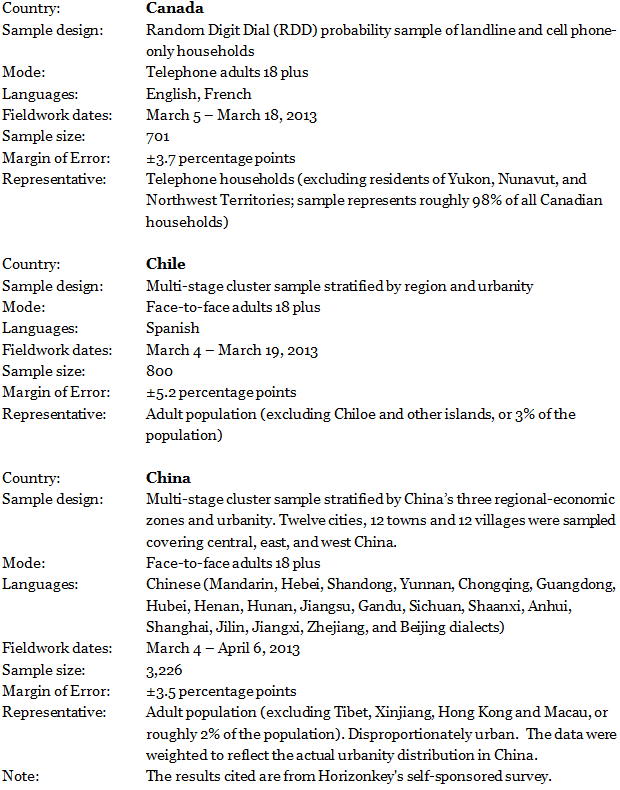 Country: Canada
Sample design: Random Digit Dial (RDD) probability sample of landline and cell phone-
only households
Mode: Telephone adults 18 plus
Languages: English, French
Fieldwork dates: March 5 – March 18, 2013
Sample size: 701
Margin of Error: ±3.7 percentage points
Representative: Telephone households (excluding residents of Yukon, Nunavut, and
Northwest Territories; sample represents roughly 98% of all Canadian
households)
Country: Chile
Sample design: Multi-stage cluster sample stratified by region and urbanity
Mode: Face-to-face adults 18 plus
Languages: Spanish
Fieldwork dates: March 4 – March 19, 2013
Sample size: 800
Margin of Error: ±5.2 percentage points
Representative: Adult population (excluding Chiloe and other islands, or 3% of the
population)
Country: China
Sample design: Multi-stage cluster sample stratified by China’s three regional-economic
zones and urbanity. Twelve cities, 12 towns and 12 villages were sampled
covering central, east, and west China.
Mode: Face-to-face adults 18 plus
Languages: Chinese (Mandarin, Hebei, Shandong, Yunnan, Chongqing, Guangdong,
Hubei, Henan, Hunan, Jiangsu, Gandu, Sichuan, Shaanxi, Anhui,
Shanghai, Jilin, Jiangxi, Zhejiang, and Beijing dialects)
Fieldwork dates: March 4 – April 6, 2013
Sample size: 3,226
Margin of Error: ±3.5 percentage points
Representative: Adult population (excluding Tibet, Xinjiang, Hong Kong and Macau, or
roughly 2% of the population). Disproportionately urban. The data were
weighted to reflect the actual urbanity distribution in China.
Note: The results cited are from Horizonkey's self-sponsored survey.